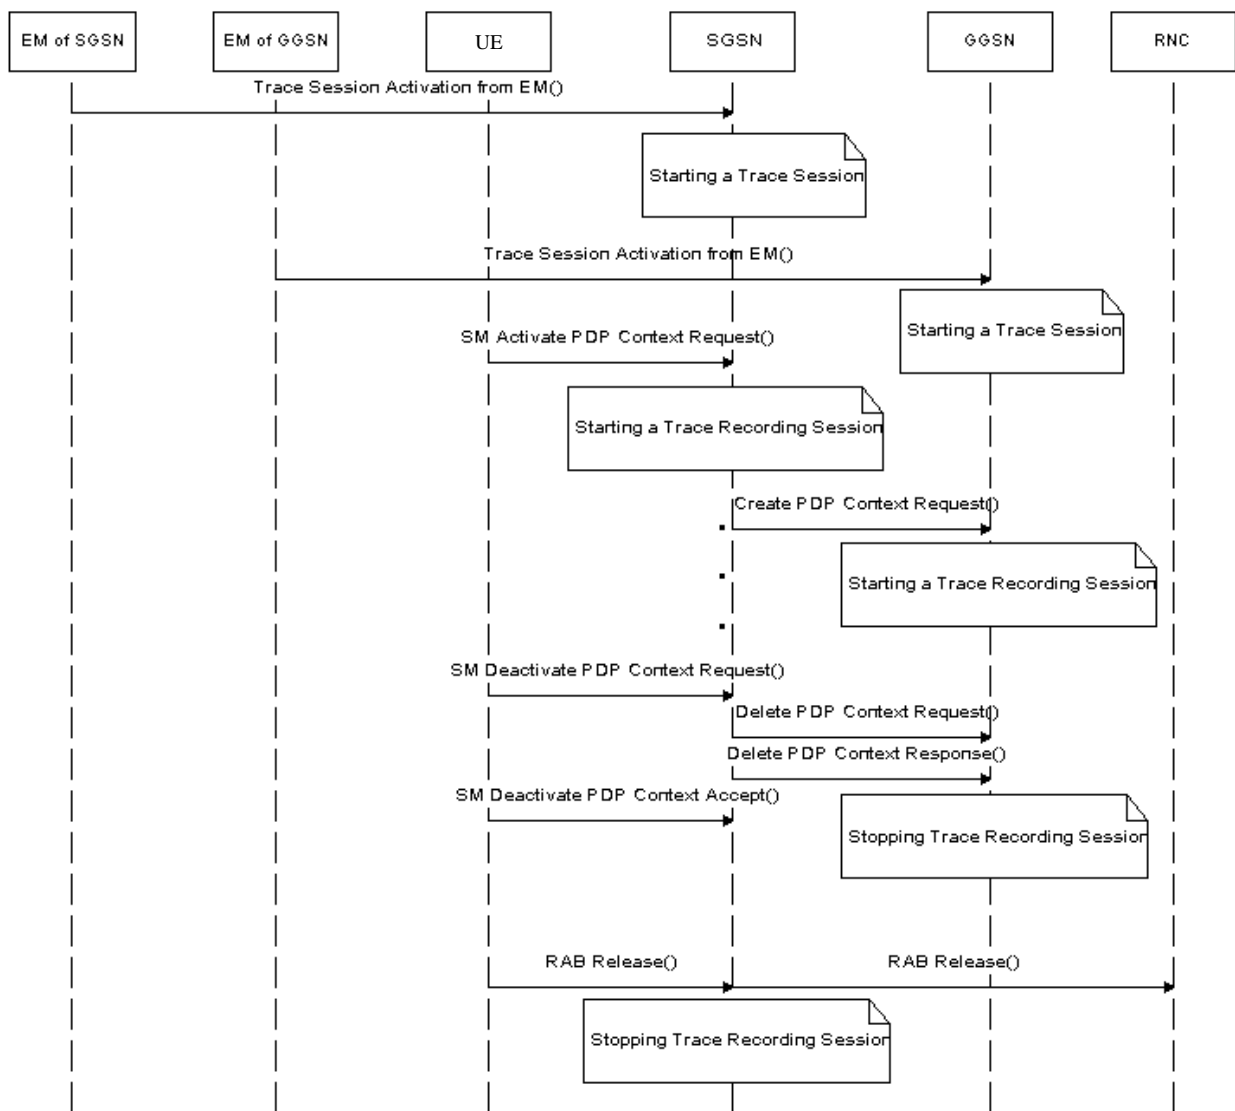 EM of SGSN
EM of GGSN
UE
SGSN
GGSN
RNC
Trace Session Activation from EM()
Starting a Trace Session
Trace Session Activation from EM()
Starting a Trace Session
SM Activate PDP Context Request()
Starting a Trace Recording Session
Create PDP Context Request()
Starting a Trace Recording Session
SM Deactivate PDP Context Request()
Delete PDP Context Request()
Delete PDP Context Response()
SM Deactivate PDP Context Accept()
Stopping Trace Recording Session
RAB Release()
RAB Release()
Stopping Trace Recording Session